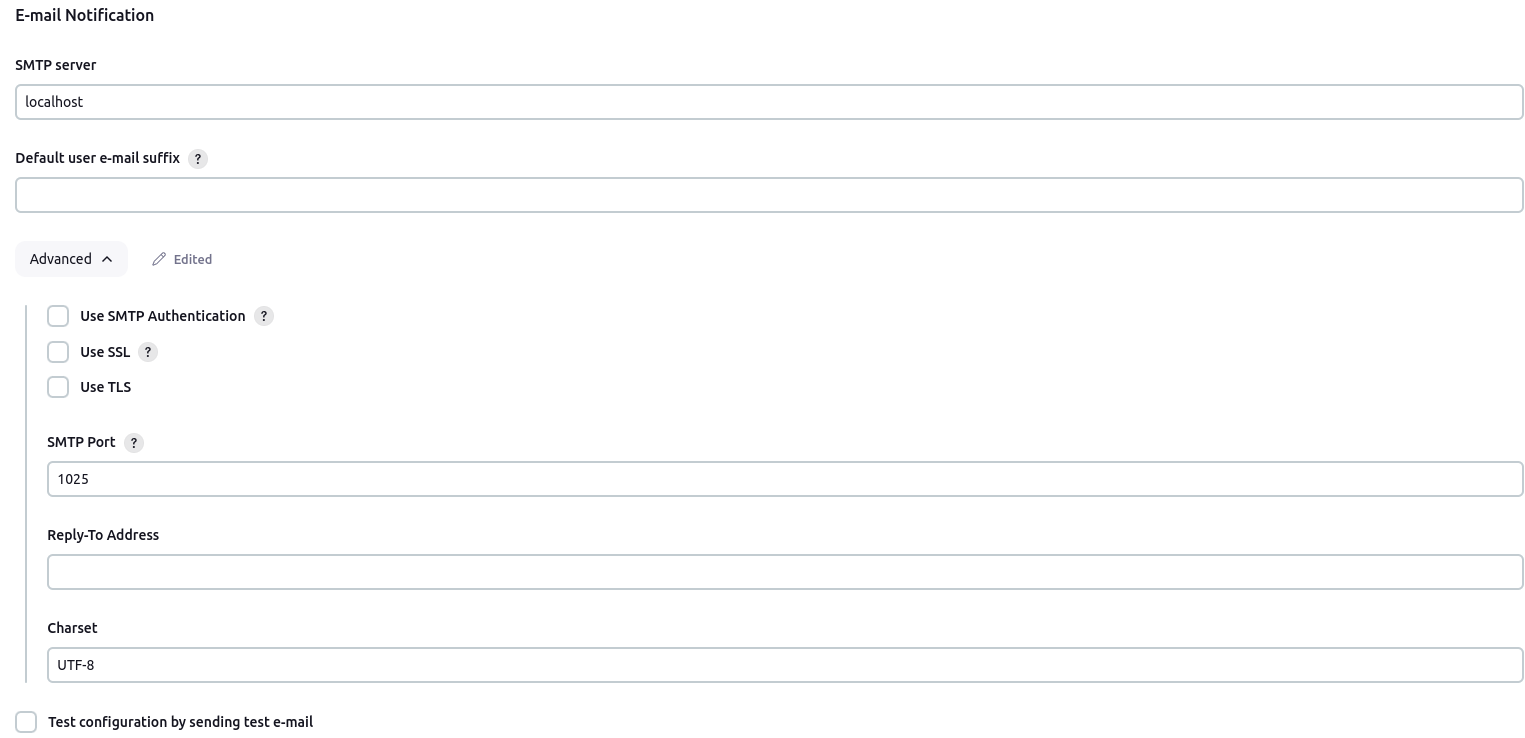 E-mail Notification
SMTP server
localhost
Default user e-mail suffix ?
Advanced Edited
Use SMTP Authentication ?
Use SSL ?
Use TLS
SMTP Port ?
1025
Reply-To Address
Charset
UTF-8
Test configuration by sending test e-mail